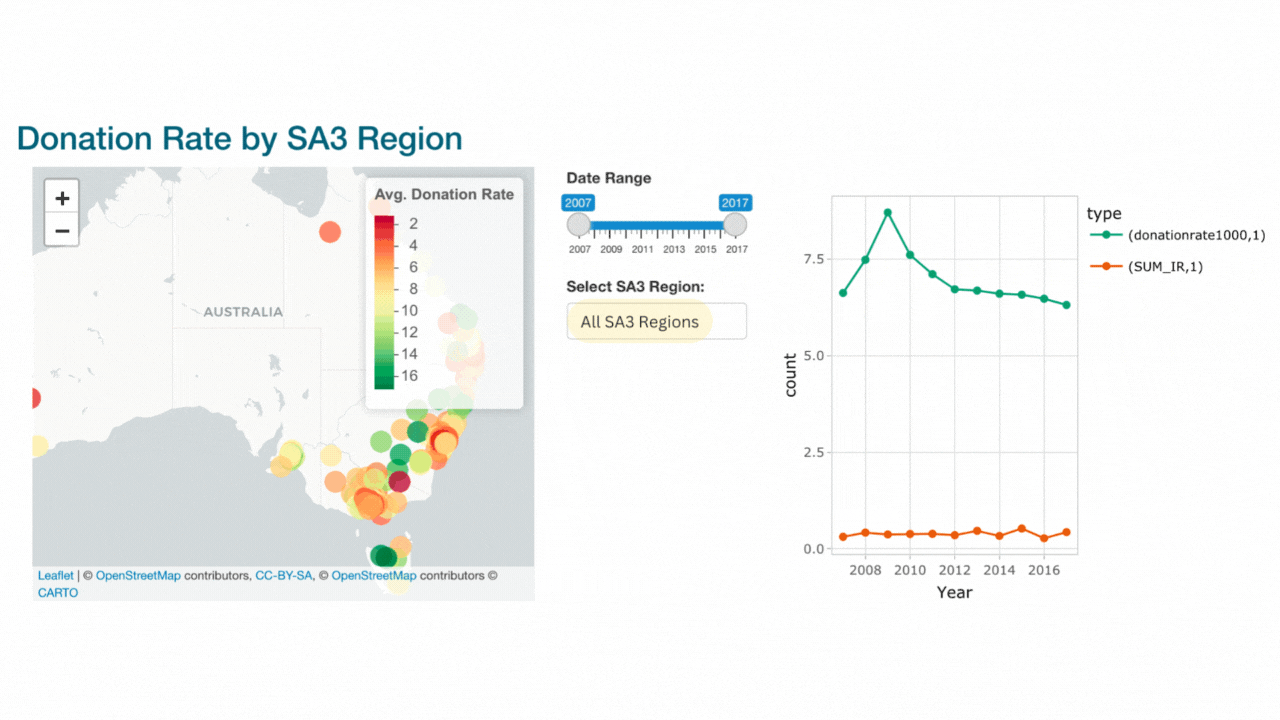 Donation Rate by SA3 Region
+
−
AUSTRALIA
Avg. Donation Rate
2
4
6
8
10
12
14
16
Leaflet | © OpenStreetMap contributors, CC-BY-SA, © OpenStreetMap contributors ©
CARTO
Date Range
2007 2017
2007 2009 2011 2013 2015 2017
Select SA3 Region:
All SA3 Regions
count
7.5
5.0
2.5
0.0
2008 2010 2012 2014 2016
Year
type
(donationrate1000,1)
(SUM_IR,1)